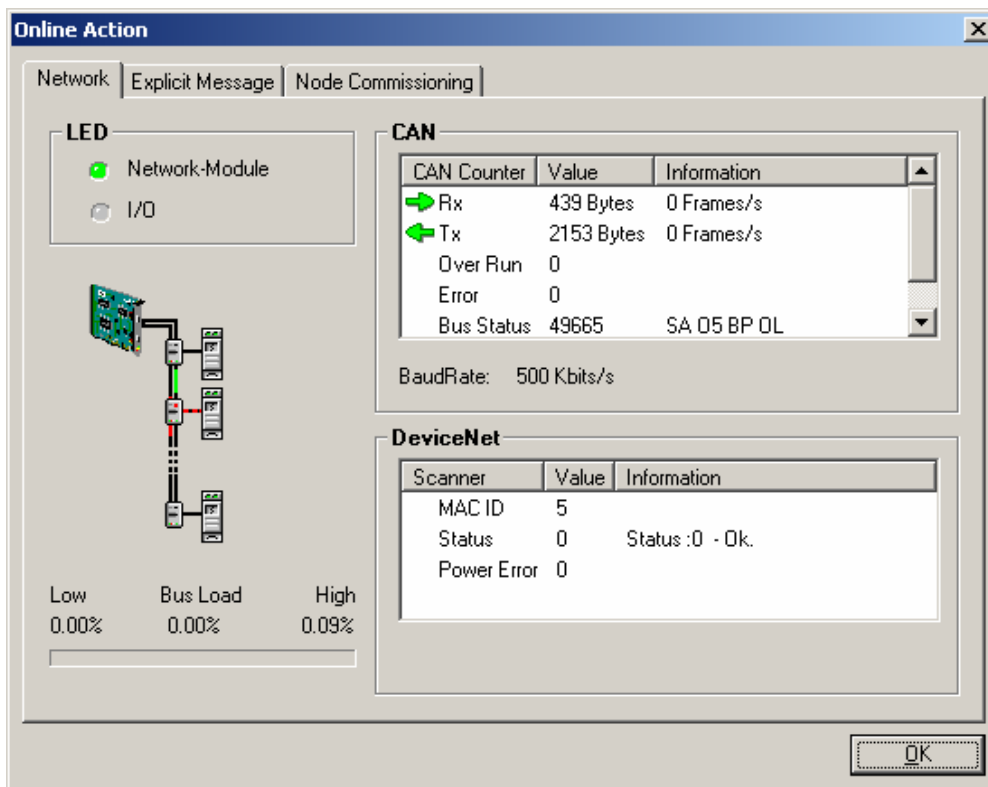 Online Action
Network Explicit Message Node Commissioning
LED
Network-Module
I/O
Low Bus Load High
0.00% 0.00% 0.09%
CAN
CAN Counter Value Information
Rx 439 Bytes 0 Frames/s
Tx 2153 Bytes 0 Frames/s
Over Run 0
Error 0
Bus Status 49665 SA O5 BP OL
BaudRate: 500 Kbits/s
DeviceNet
Scanner Value Information
MAC ID 5
Status 0 Status :0 - Ok.
Power Error 0
OK